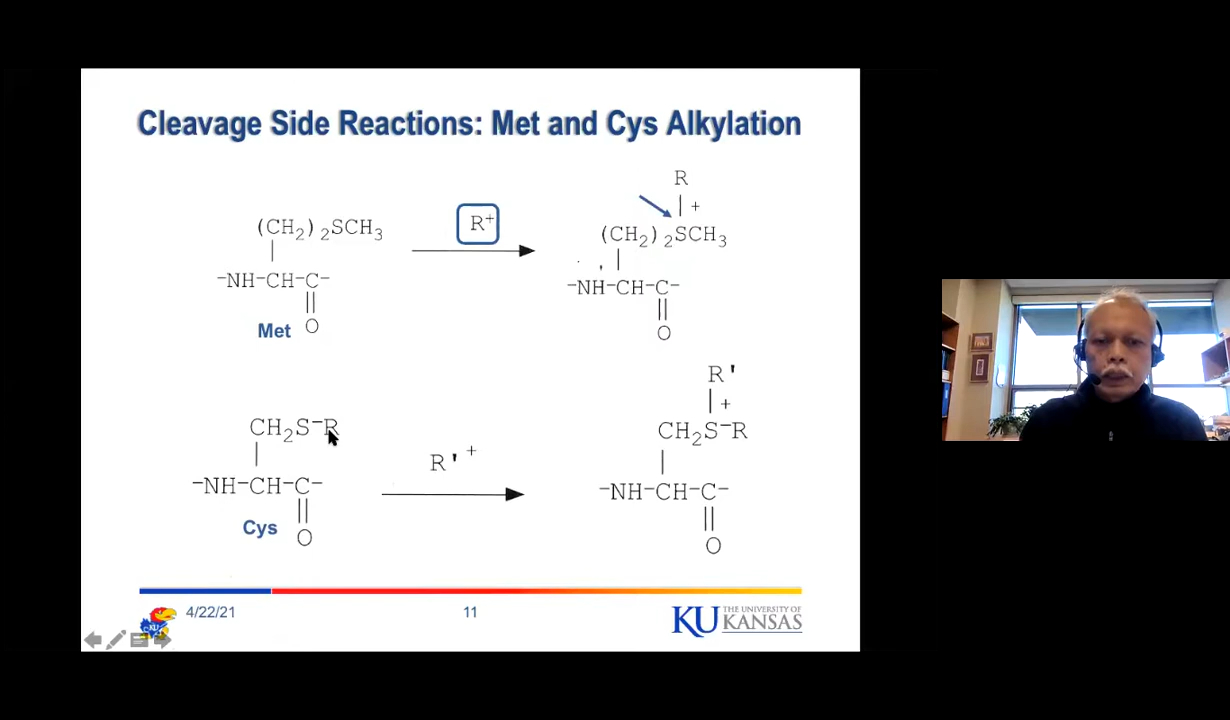 Cleavage Side Reactions: Met and Cys Alkylation
R
| +
(CH2)2SCH3
R+
(CH2)2SCH3
-NH-CH-C-
O
Met
-NH-CH-C-
O
R'
| +
CH2S-R
R'+
CH2S-R
-NH-CH-C-
O
Cys
-NH-CH-C-
O
4/22/21
11
KU THE UNIVERSITY OF
KANSAS
KU